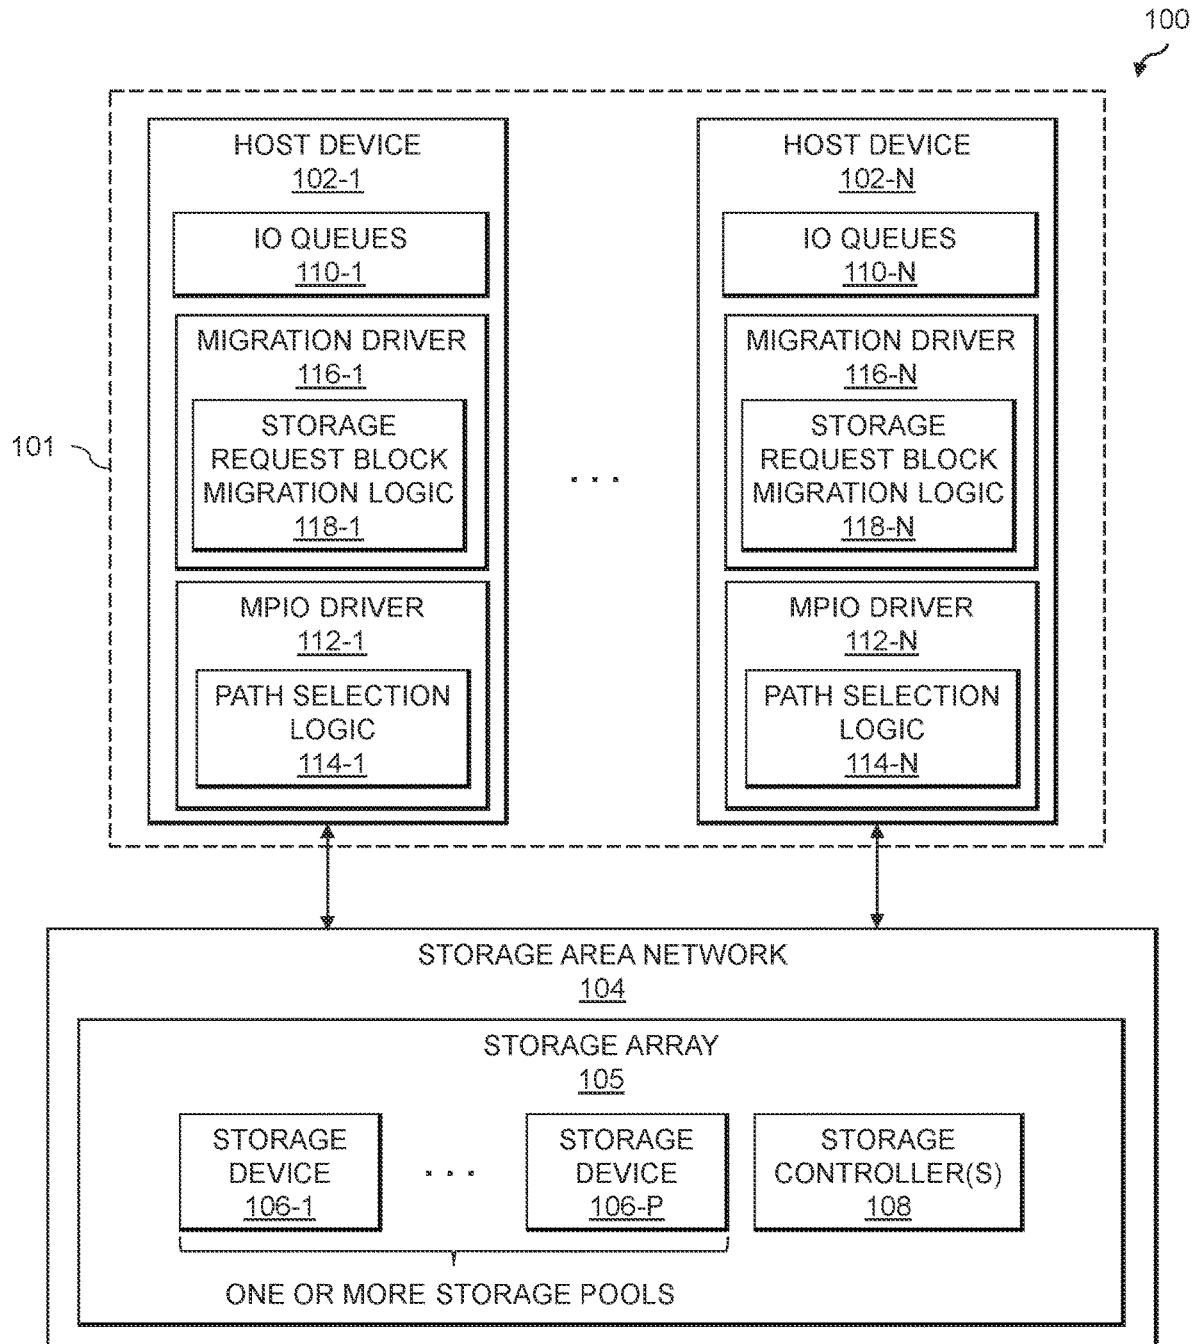 100
HOST DEVICE
102-1
IO QUEUES
110-1
MIGRATION DRIVER
116-1
STORAGE
REQUEST BLOCK
MIGRATION LOGIC
118-1
MPIO DRIVER
112-1
PATH SELECTION
LOGIC
114-1
101
. . .
HOST DEVICE
102-N
IO QUEUES
110-N
MIGRATION DRIVER
116-N
STORAGE
REQUEST BLOCK
MIGRATION LOGIC
118-N
MPIO DRIVER
112-N
PATH SELECTION
LOGIC
114-N
STORAGE AREA NETWORK
104
STORAGE ARRAY
105
STORAGE
DEVICE
106-1
. . .
STORAGE
DEVICE
106-P
STORAGE
CONTROLLER(S)
108
ONE OR MORE STORAGE POOLS